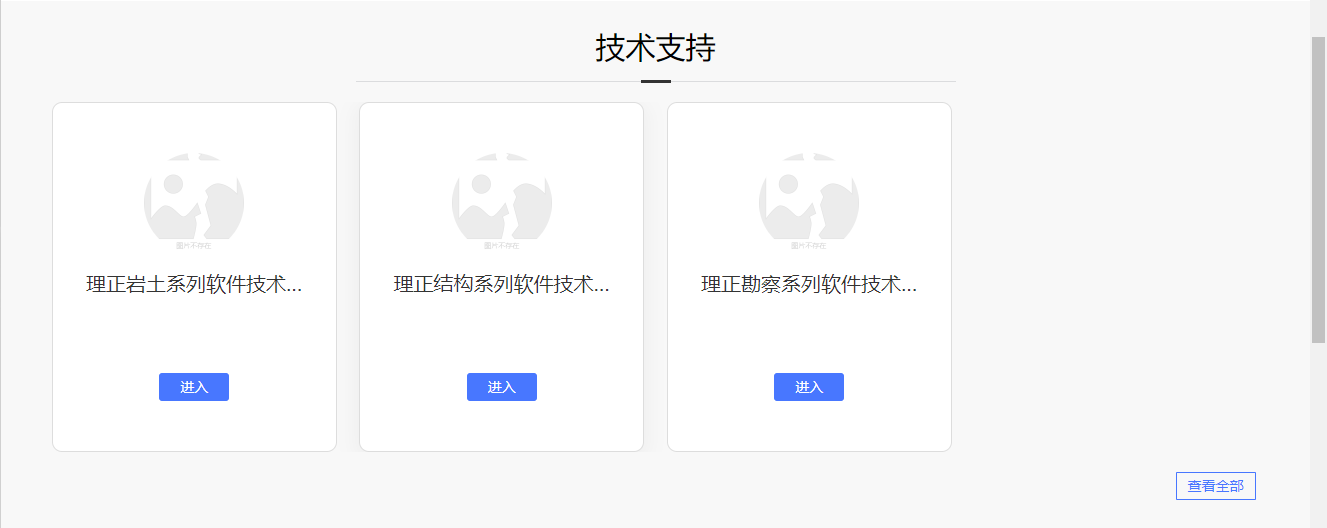 技术支持
图片不存在
图片不存在
图片不存在
理正岩土系列软件技术...
理正结构系列软件技术...
理正勘察系列软件技术...
进入
进入
进入
查看全部